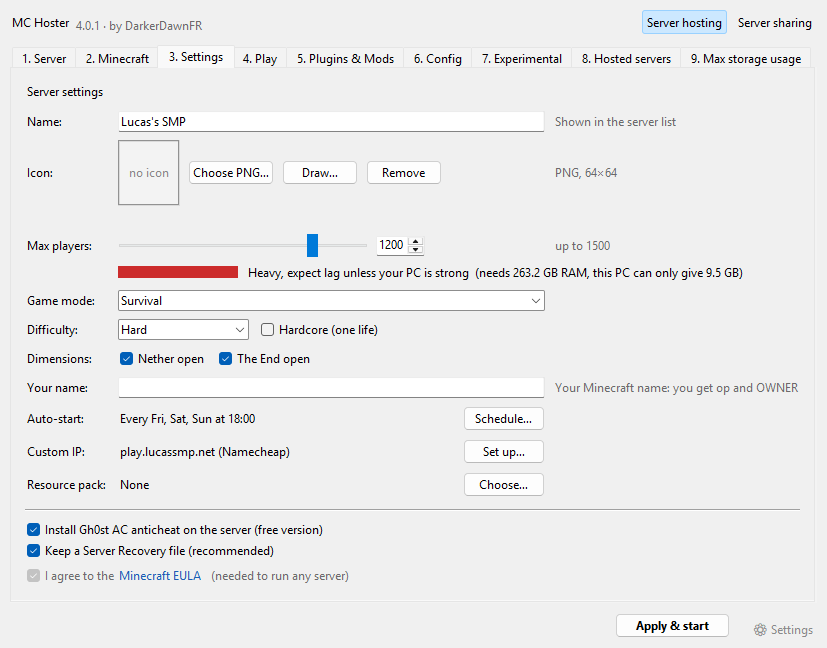 MC Hoster 4.0.1 · by DarkerDawnFR Server hosting Server sharing
1. Server 2. Minecraft 3. Settings 4. Play 5. Plugins & Mods 6. Config 7. Experimental 8. Hosted servers 9. Max storage usage
Server settings
Name: Lucas's SMP Shown in the server list
Icon: no icon Choose PNG... Draw... Remove PNG, 64×64
Max players: 1200 up to 1500
Heavy, expect lag unless your PC is strong (needs 263.2 GB RAM, this PC can only give 9.5 GB)
Game mode: Survival
Difficulty: Hard Hardcore (one life)
Dimensions: Nether open The End open
Your name: Your Minecraft name: you get op and OWNER
Auto-start: Every Fri, Sat, Sun at 18:00 Schedule...
Custom IP: play.lucassmp.net (Namecheap) Set up...
Resource pack: None Choose...
Install Gh0st AC anticheat on the server (free version)
Keep a Server Recovery file (recommended)
I agree to the Minecraft EULA (needed to run any server)
Apply & start Settings